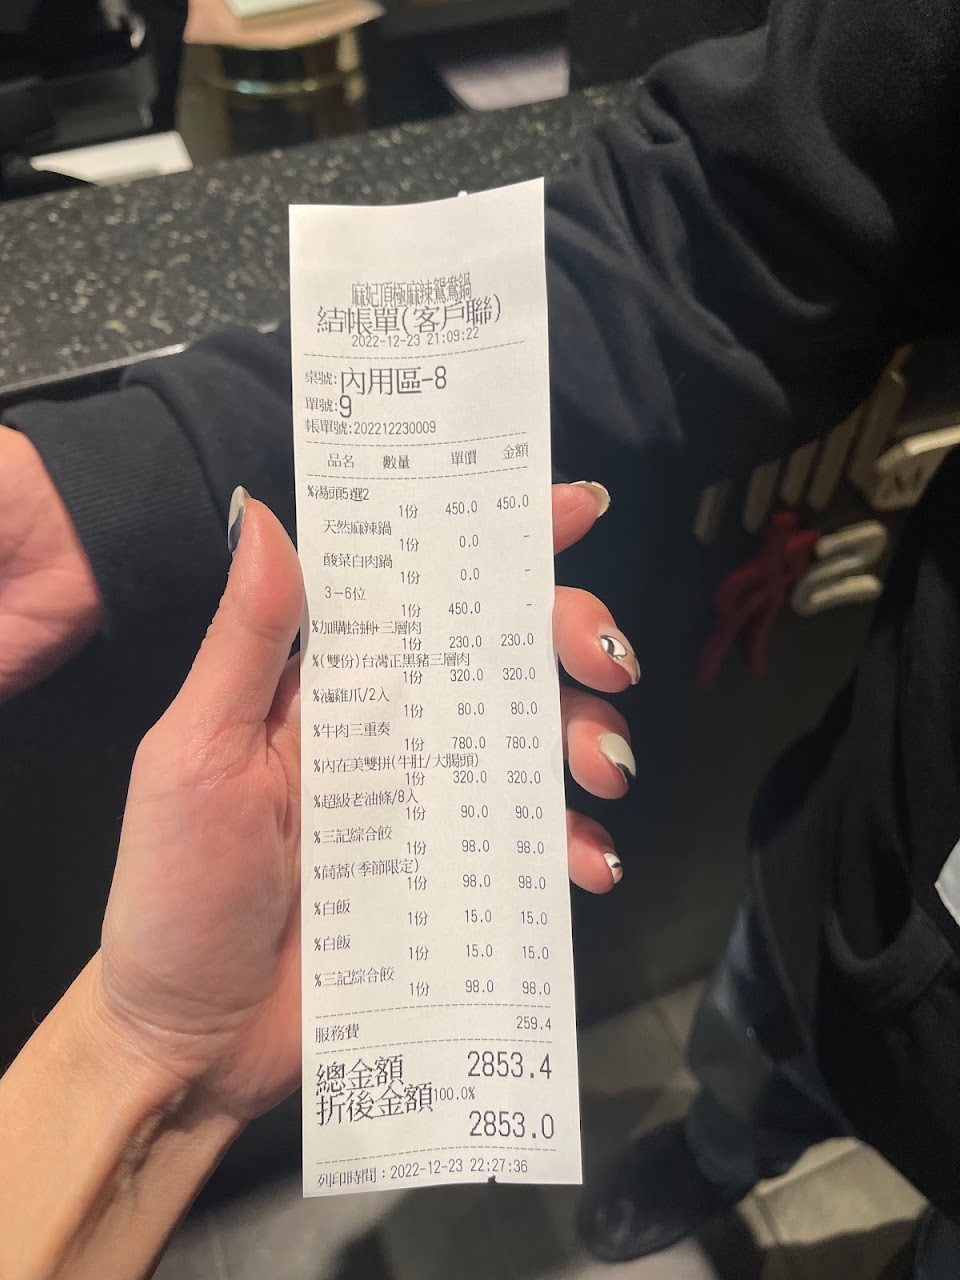 麻妃頂極麻辣鴛鴦鍋
結帳單(客戶聯)
2022-12-23 21:09:22
桌號:內用區-8
單號:9
帳單號:202212230009
品名 數量 單價 金額
%湯頭5選2
1份 450.0 450.0
天然麻辣鍋
1份 0.0 -
酸菜白肉鍋
1份 0.0 -
3-6位
1份 450.0 -
%加購蛤蜊+三層肉
1份 230.0 230.0
%(雙份)台灣正黑豬三層肉
1份 320.0 320.0
%滷雞爪/2入
1份 80.0 80.0
%牛肉三重奏
1份 780.0 780.0
%內在美雙拼(牛肚/大腸頭)
1份 320.0 320.0
%超級老油條/8入
1份 90.0 90.0
%三記綜合餃
1份 98.0 98.0
%茼蒿(季節限定)
1份 98.0 98.0
%白飯
1份 15.0 15.0
%白飯
1份 15.0 15.0
%三記綜合餃
1份 98.0 98.0
服務費 259.4
總金額 2853.4
折後金額100.0%
2853.0
列印時間：2022-12-23 22:27:36